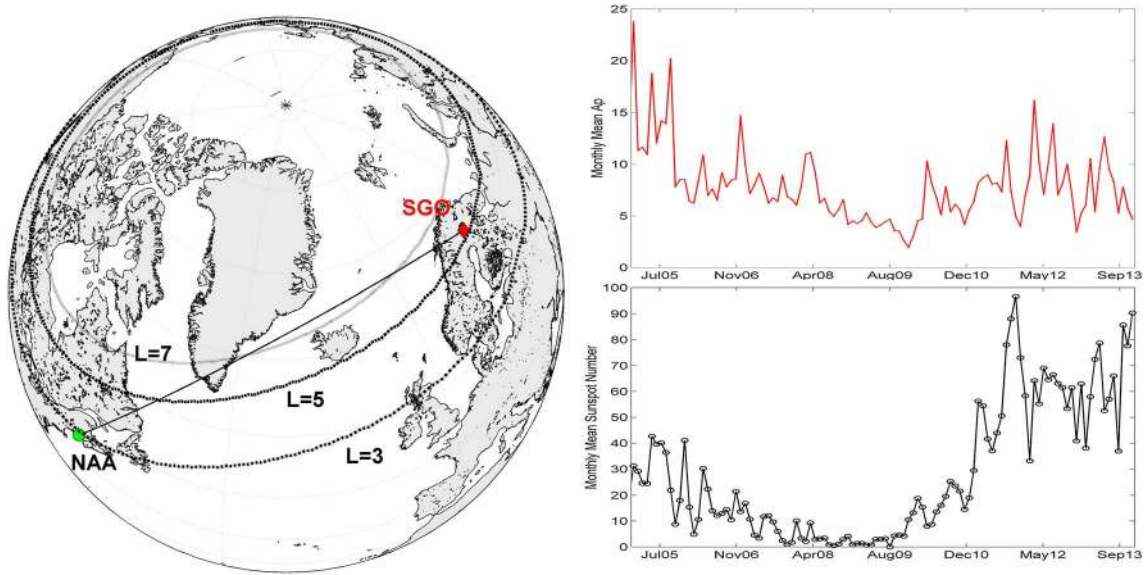 SGO
L=7
L=5
NAA
L=3
25
20
15
10
5
0
Monthly Mean Ap
Jul05 Nov06 Apr08 Aug09 Dec10 May12 Sep13
100
90
80
70
60
50
40
30
20
10
0
Monthly Mean Sunspot Number
Jul05 Nov06 Apr08 Aug09 Dec10 May12 Sep13